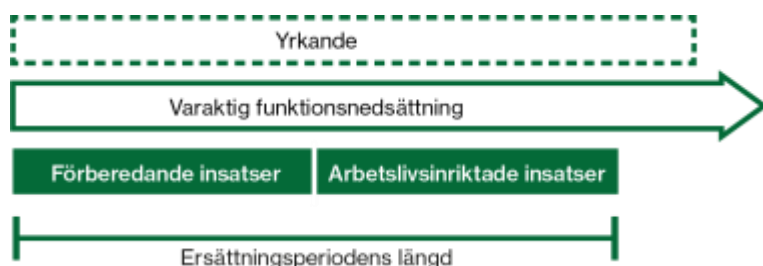 Yrkande
Varaktig funktionsnedsättning
Förberedande insatser
Arbetslivsinriktade insatser
Ersättningsperiodens längd